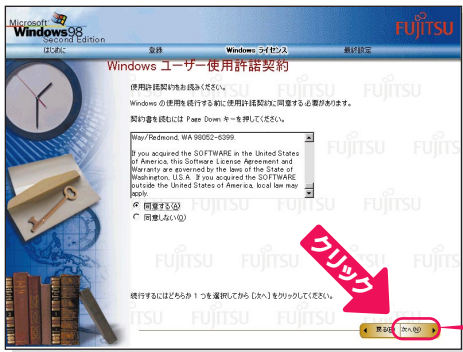 Microsoft
Windows98
Second Edition
FUJITSU
はじめに
登録
Windows ライセンス
最終設定
Windows ユーザー使用許諾契約
使用許諾契約をお読みください。
Windows の使用を続行する前に使用許諾契約に同意する必要があります。
契約書を読むには Page Down キーを押してください。
Way/Redmond, WA 98052-6399.
If you acquired the SOFTWARE in the United States
of America, this Software License Agreement and
Warranty are governed by the laws of the State of
Washington, U.S.A. If you acquired the SOFTWARE
outside the United States of America, local law may
apply.
同意する(A)
同意しない(O)
クリック
続行するにはどちらか 1 つを選択してから [次へ] をクリックしてください。
戻る(B)
次へ(N)